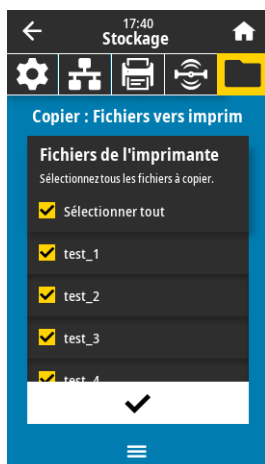 17:40
Stockage
Copier : Fichiers vers imprim
Fichiers de l'imprimante
Sélectionnez tous les fichiers à copier.
Sélectionner tout
test_1
test_2
test_3
test_4